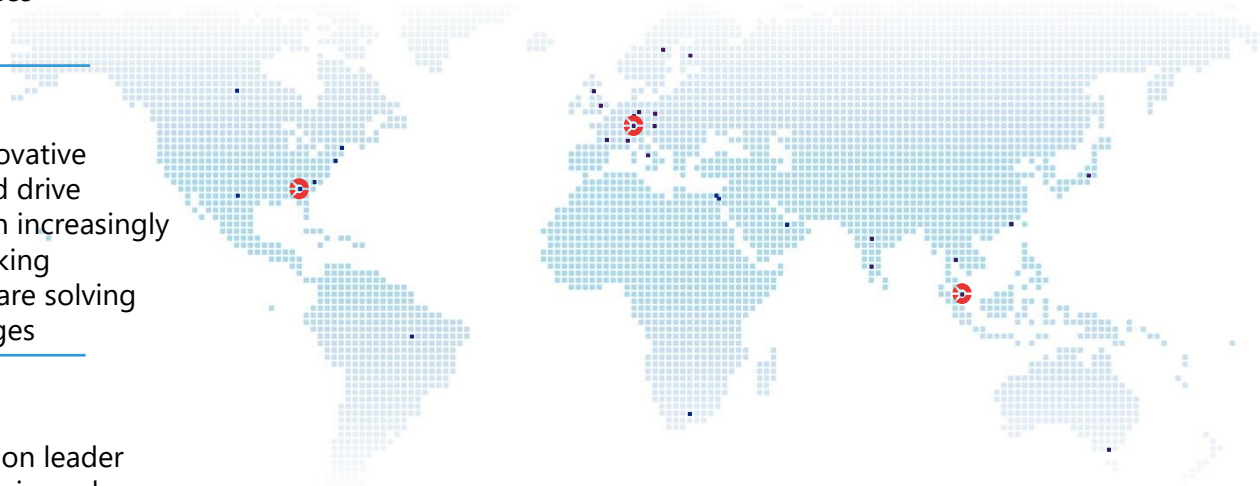 ovative
d drive
n increasingly
king
are solving
ges
on leader